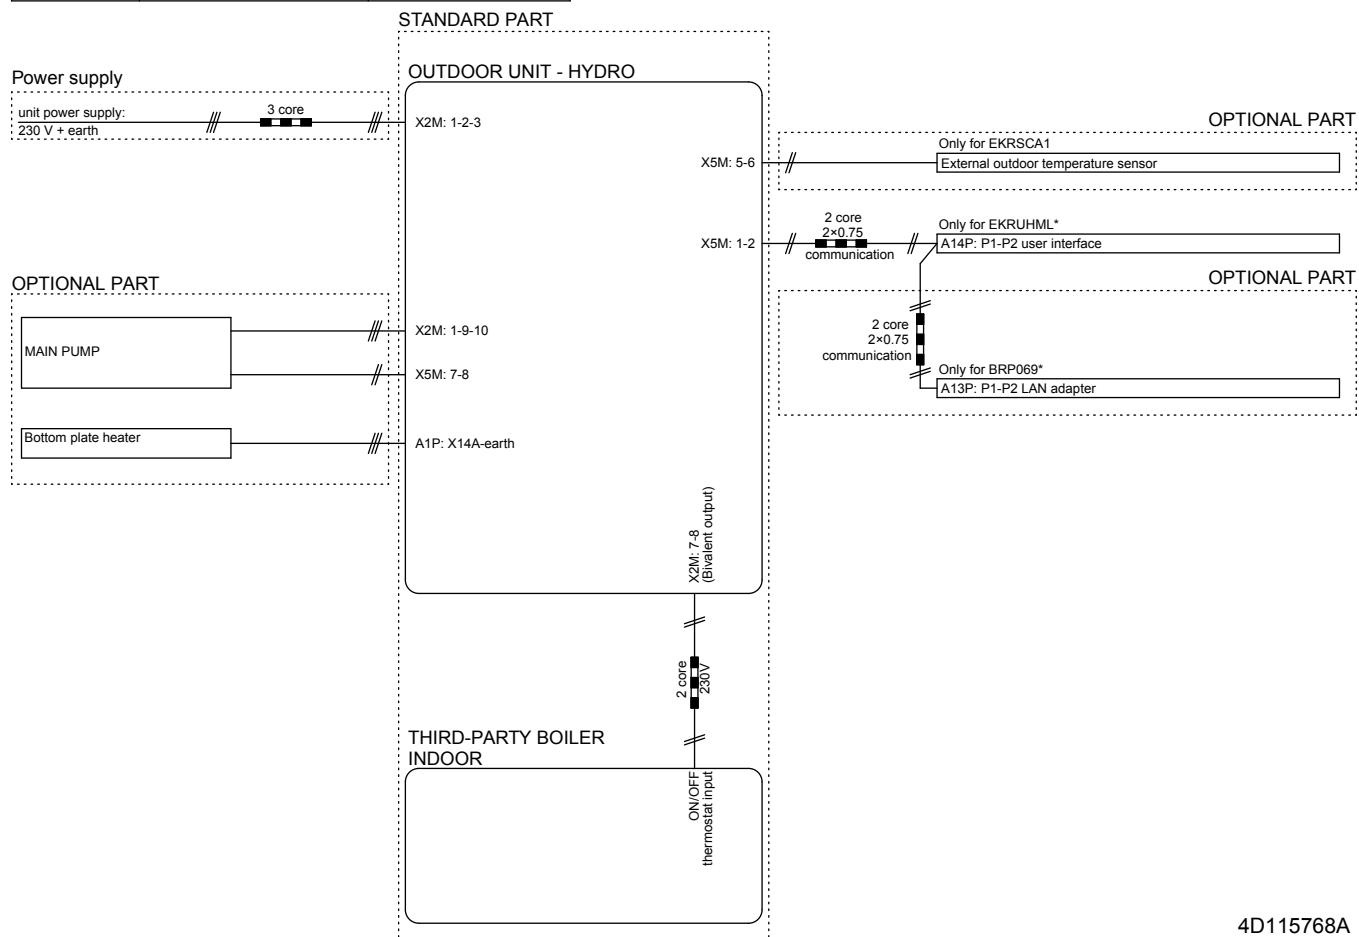 STANDARD PART
OUTDOOR UNIT - HYDRO
Power supply
unit power supply:
230 V + earth
3 core
X2M: 1-2-3
OPTIONAL PART
Only for EKRSCA1
External outdoor temperature sensor
X5M: 5-6
2 core
2×0.75
communication
X5M: 1-2
Only for EKRUHML*
A14P: P1-P2 user interface
OPTIONAL PART
2 core
2×0.75
communication
Only for BRP069*
A13P: P1-P2 LAN adapter
OPTIONAL PART
MAIN PUMP
X2M: 1-9-10
X5M: 7-8
Bottom plate heater
A1P: X14A-earth
X2M: 7-8
(Bivalent output)
2 core
230V
THIRD-PARTY BOILER
INDOOR
ON/OFF
thermostat input
4D115768A